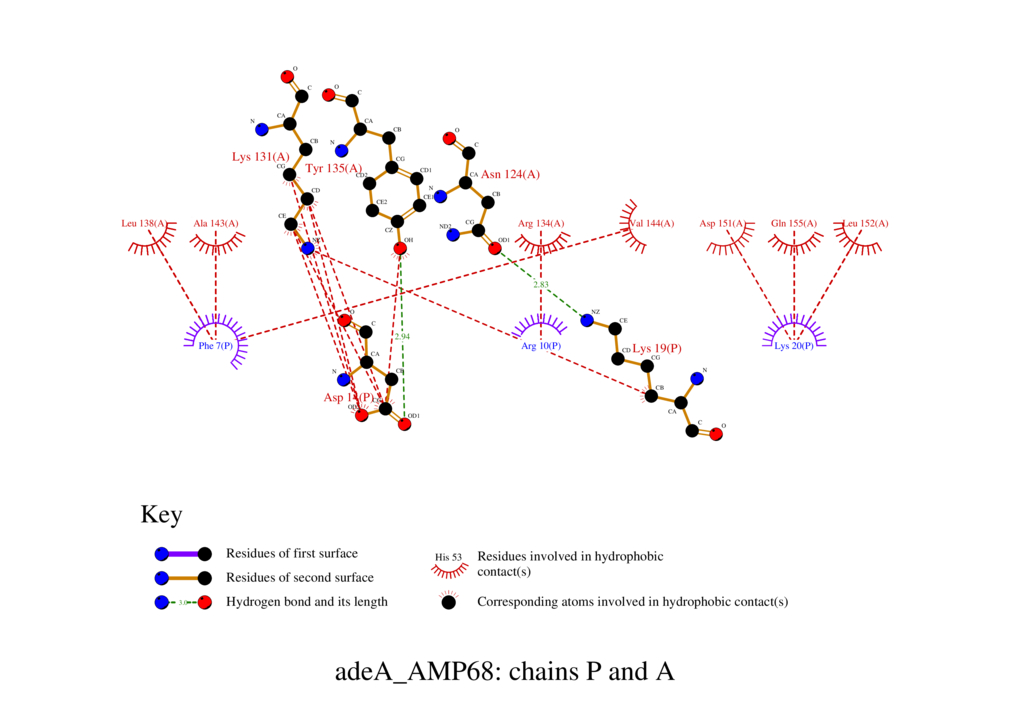 O
C
O
C
CA
N
CA
CB
CB
N
O
C
Lys 131(A)
Tyr 135(A)
CG
CG
CD1
CD2
CA
Asn 124(A)
CD
N
CB
CE1
CE2
CE
CG
ND2
CZ
OH
OD1
Leu 138(A)
Ala 143(A)
Arg 134(A)
Val 144(A)
Asp 151(A)
Gln 155(A)
Leu 152(A)
2.83
O
C
NZ
CE
2.94
Phe 7(P)
Arg 10(P)
CD
Lys 19(P)
Lys 20(P)
CA
CG
N
CB
N
CB
Asp 1 (P)
CA
OD1
C
O
Key
Residues of first surface
Residues of second surface
Hydrogen bond and its length
3.0
His 53
Residues involved in hydrophobic
contact(s)
Corresponding atoms involved in hydrophobic contact(s)
adeA_AMP68: chains P and A